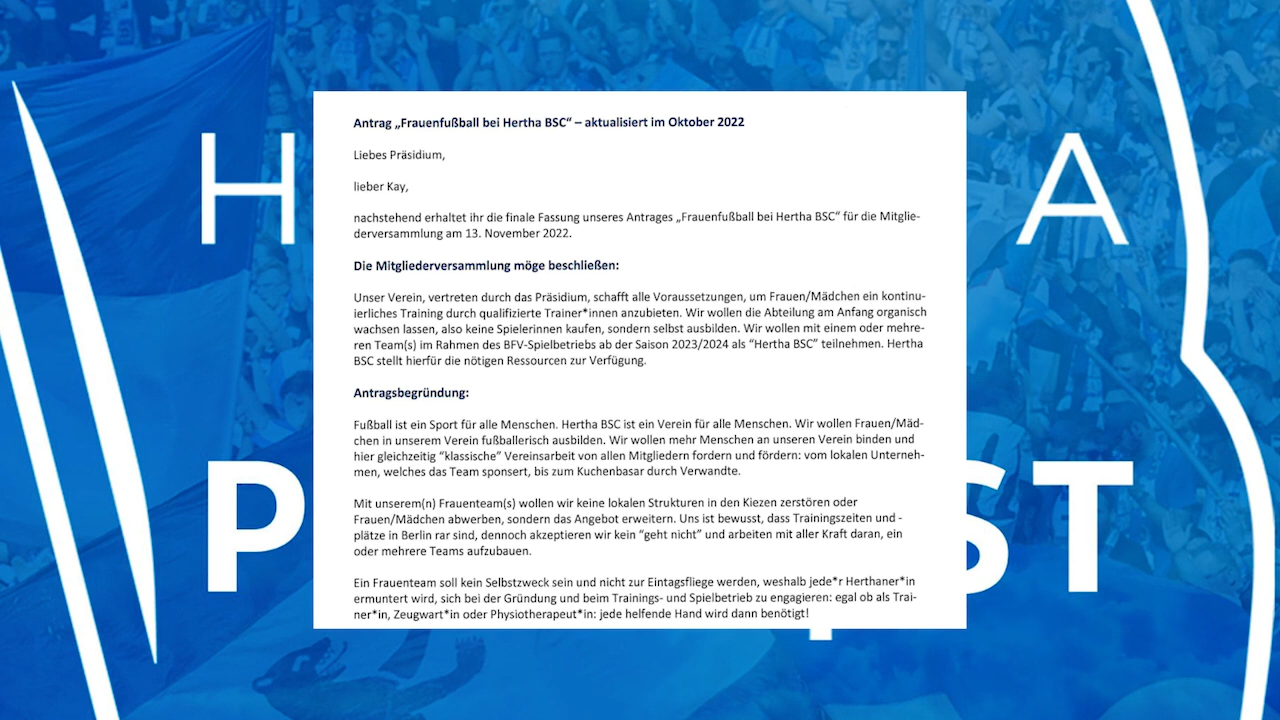 Antrag „Frauenfußball bei Hertha BSC“ – aktualisiert im Oktober 2022
Liebes Präsidium,
lieber Kay,
nachstehend erhaltet ihr die finale Fassung unseres Antrages „Frauenfußball bei Hertha BSC“ für die Mitglie-
derversammlung am 13. November 2022.
Die Mitgliederversammlung möge beschließen:
Unser Verein, vertreten durch das Präsidium, schafft alle Voraussetzungen, um Frauen/Mädchen ein kontinu-
ierliches Training durch qualifizierte Trainer*innen anzubieten. Wir wollen die Abteilung am Anfang organisch
wachsen lassen, also keine Spielerinnen kaufen, sondern selbst ausbilden. Wir wollen mit einem oder mehre-
ren Team(s) im Rahmen des BFV-Spielbetriebs ab der Saison 2023/2024 als “Hertha BSC” teilnehmen. Hertha
BSC stellt hierfür die nötigen Ressourcen zur Verfügung.
Antragsbegründung:
Fußball ist ein Sport für alle Menschen. Hertha BSC ist ein Verein für alle Menschen. Wir wollen Frauen/Mäd-
chen in unserem Verein fußballerisch ausbilden. Wir wollen mehr Menschen an unseren Verein binden und
hier gleichzeitig “klassische” Vereinsarbeit von allen Mitgliedern fordern und fördern: vom lokalen Unterneh-
men, welches das Team sponsert, bis zum Kuchenbasar durch Verwandte.
Mit unserem(n) Frauenteam(s) wollen wir keine lokalen Strukturen in den Kiezen zerstören oder
Frauen/Mädchen abwerben, sondern das Angebot erweitern. Uns ist bewusst, dass Trainingszeiten und -
plätze in Berlin rar sind, dennoch akzeptieren wir kein “geht nicht” und arbeiten mit aller Kraft daran, ein
oder mehrere Teams aufzubauen.
Ein Frauenteam soll kein Selbstzweck sein und nicht zur Eintagsfliege werden, weshalb jede*r Herthaner*in
ermuntert wird, sich bei der Gründung und beim Trainings- und Spielbetrieb zu engagieren: egal ob als Trai-
ner*in, Zeugwart*in oder Physiotherapeut*in: jede helfende Hand wird dann benötigt!
H A
P ST